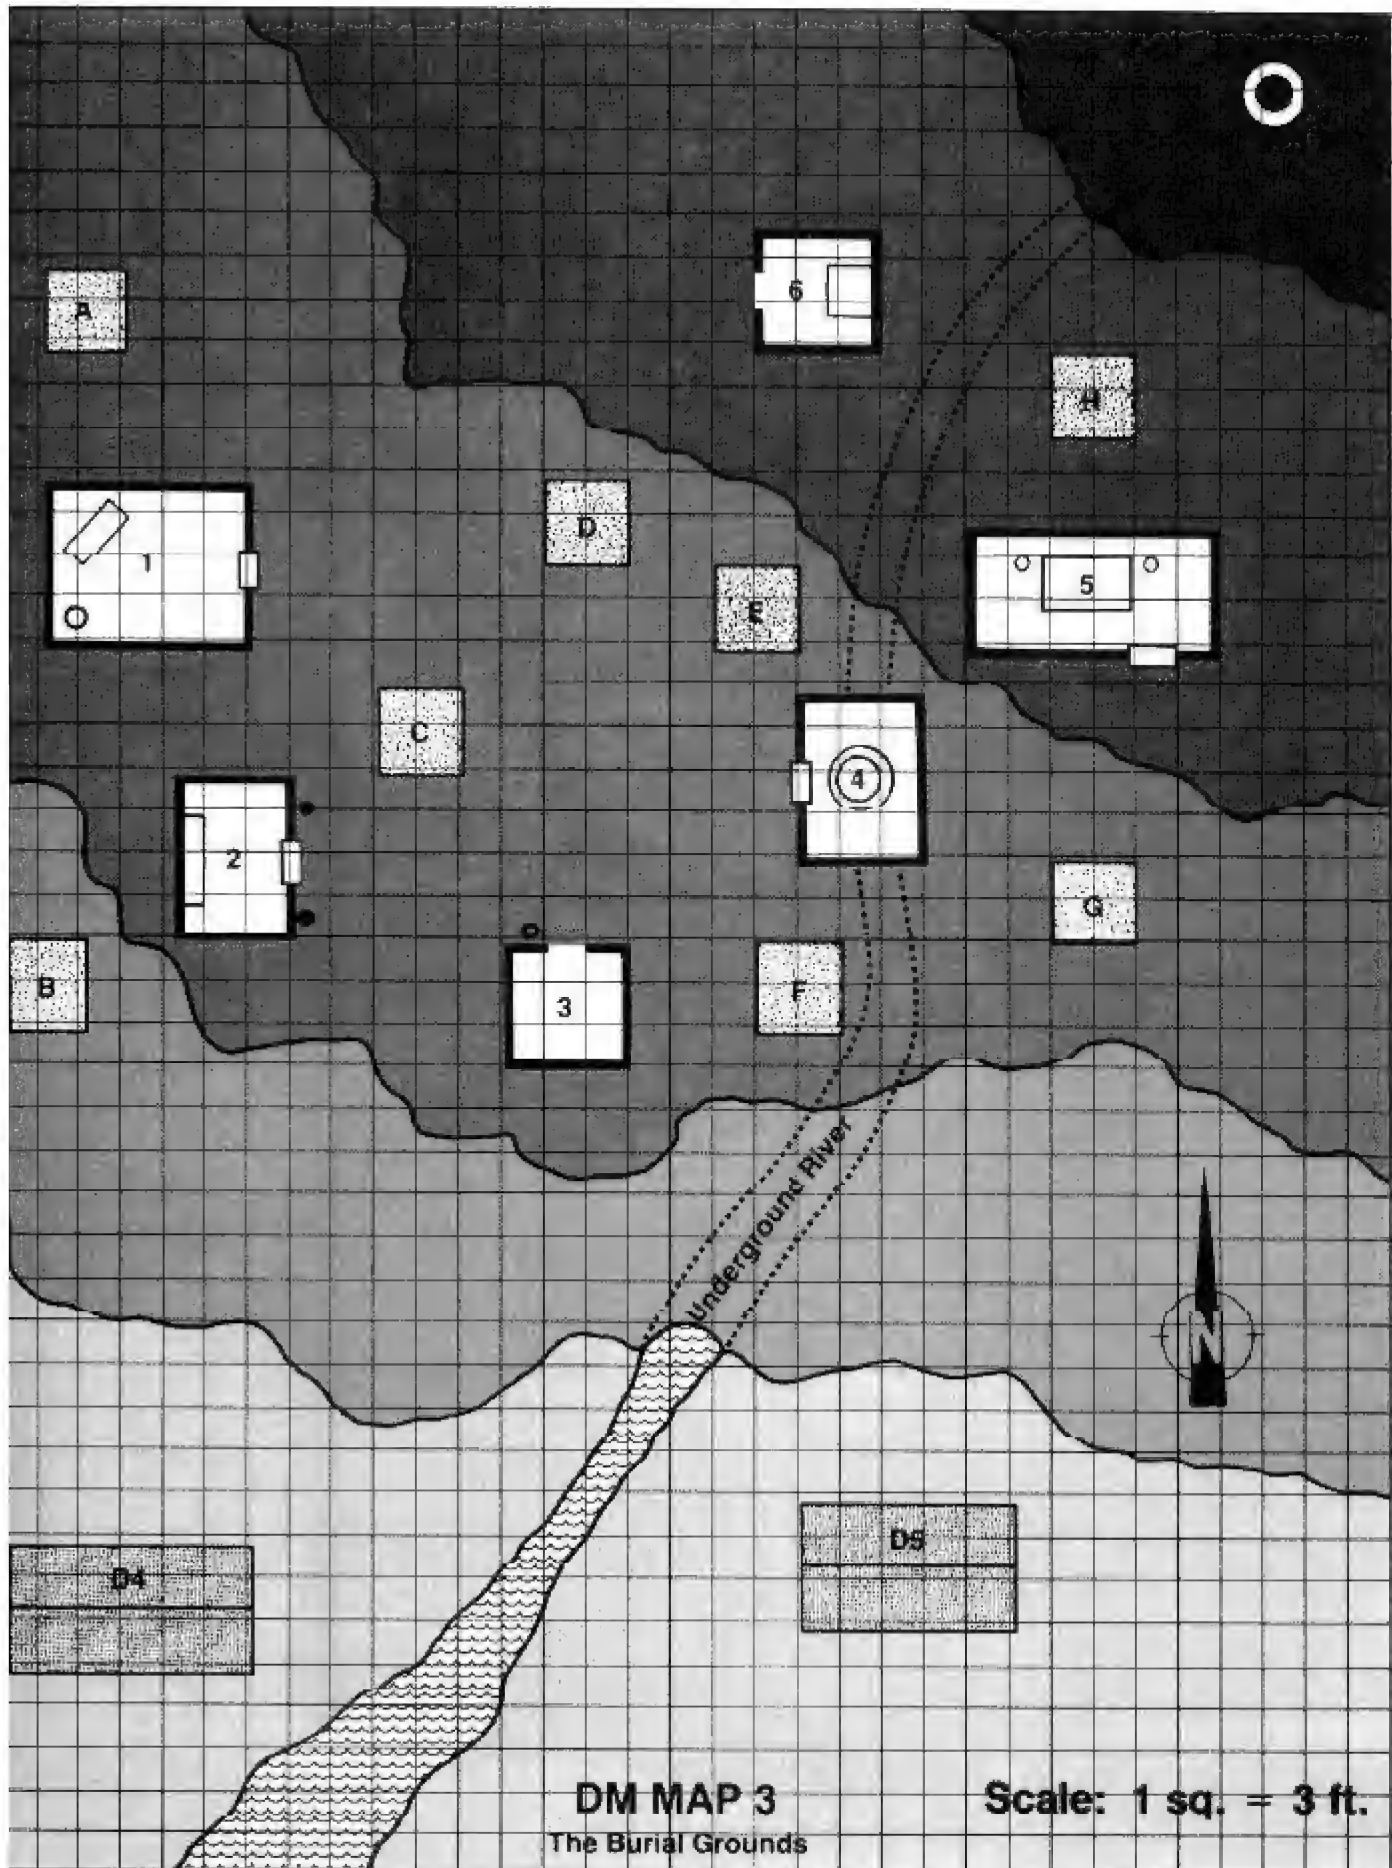 6
A
H
D
1
5
E
C
4
2
G
B
F
3
Underground River
N
D5
D4
DM MAP 3
Scale: 1 sq. = 3 ft.
The Burial Grounds